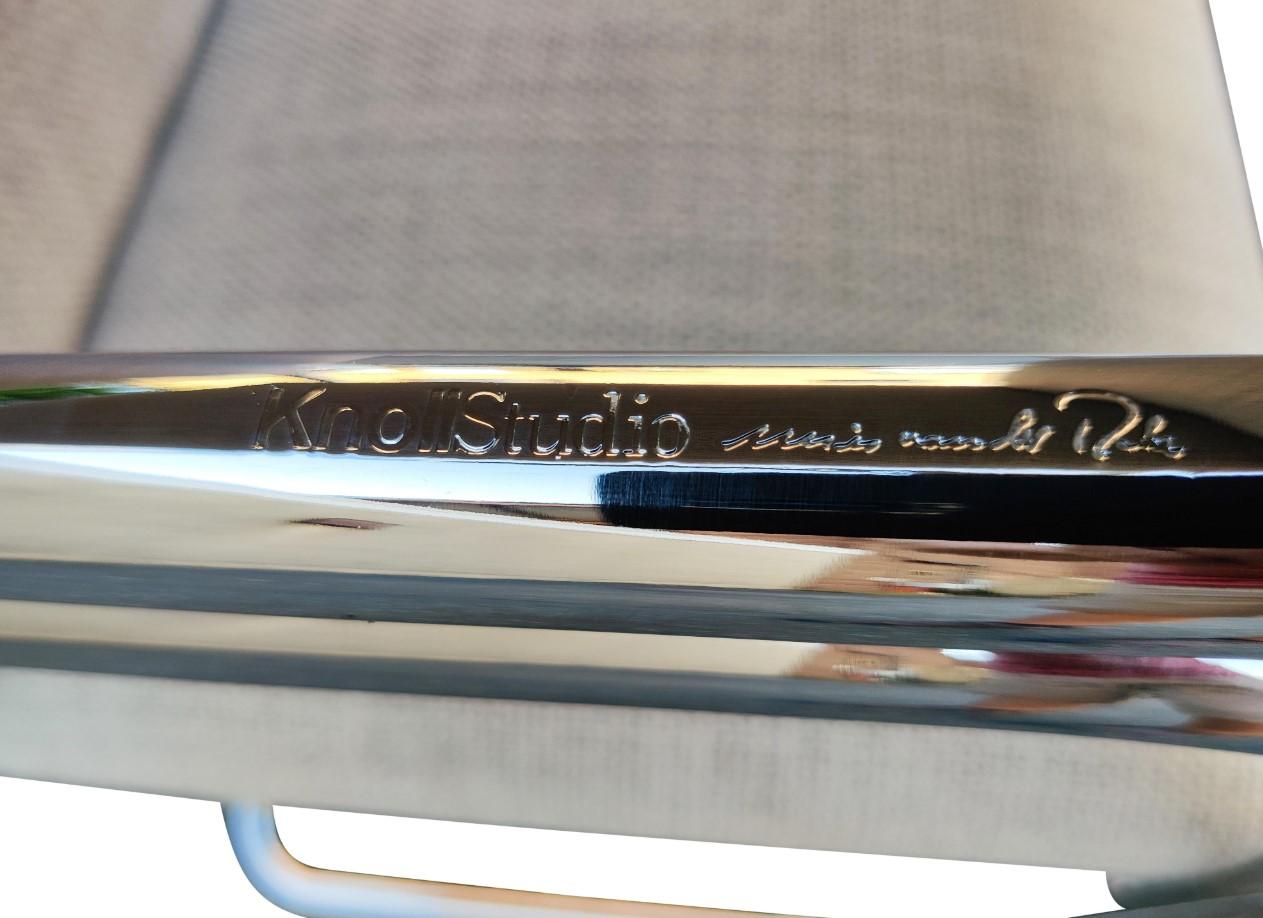 KnollStudio mies van der Rohe